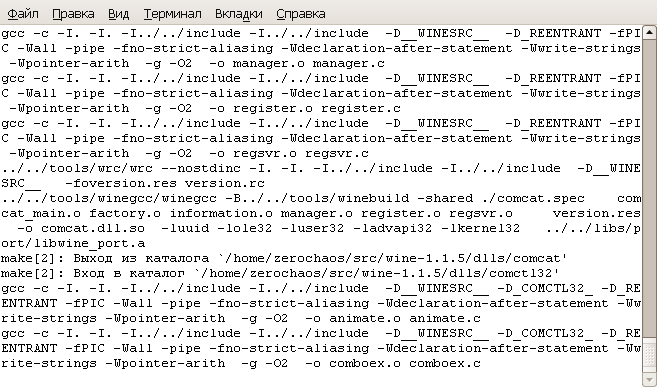 Файл Правка Вид Терминал Вкладки Справка
gcc -c -I. -I. -I../../include -I../../include  -D__WINESRC__  -D_REENTRANT -fPI
C -Wall -pipe -fno-strict-aliasing -Wdeclaration-after-statement -Wwrite-strings
 -Wpointer-arith  -g -O2  -o manager.o manager.c
gcc -c -I. -I. -I../../include -I../../include  -D__WINESRC__  -D_REENTRANT -fPI
C -Wall -pipe -fno-strict-aliasing -Wdeclaration-after-statement -Wwrite-strings
 -Wpointer-arith  -g -O2  -o register.o register.c
gcc -c -I. -I. -I../../include -I../../include  -D__WINESRC__  -D_REENTRANT -fPI
C -Wall -pipe -fno-strict-aliasing -Wdeclaration-after-statement -Wwrite-strings
 -Wpointer-arith  -g -O2  -o regsvr.o regsvr.c
../../tools/wrc/wrc --nostdinc -I. -I. -I../../include -I../../include  -D__WINE
SRC__   -foversion.res version.rc
../../tools/winegcc/winegcc -B../../tools/winebuild -shared ./comcat.spec    com
cat_main.o factory.o information.o manager.o register.o regsvr.o     version.res
  -o comcat.dll.so  -luuid -lole32 -luser32 -ladvapi32 -lkernel32   ../../libs/p
ort/libwine_port.a
make[2]: Выход из каталога `/home/zerochaos/src/wine-1.1.5/dlls/comcat'
make[2]: Вход в каталог `/home/zerochaos/src/wine-1.1.5/dlls/comctl32'
gcc -c -I. -I. -I../../include -I../../include  -D__WINESRC__ -D_COMCTL32_ -D_RE
ENTRANT -fPIC -Wall -pipe -fno-strict-aliasing -Wdeclaration-after-statement -Ww
rite-strings -Wpointer-arith  -g -O2  -o animate.o animate.c
gcc -c -I. -I. -I../../include -I../../include  -D__WINESRC__ -D_COMCTL32_ -D_RE
ENTRANT -fPIC -Wall -pipe -fno-strict-aliasing -Wdeclaration-after-statement -Ww
rite-strings -Wpointer-arith  -g -O2  -o comboex.o comboex.c